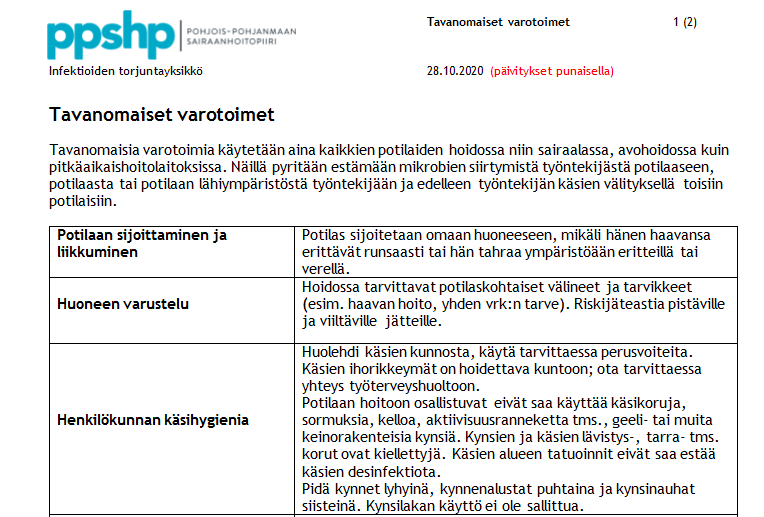 ppshp
POHJOIS-POHJANMAAN
SAIRAANHOITOPIIRI
Tavanomaiset varotoimet 1 (2)
Infektioiden torjuntayksikkö 28.10.2020 (päivitykset punaisella)
Tavanomaiset varotoimet
Tavanomaisia varotoimia käytetään aina kaikkien potilaiden hoidossa niin sairaalassa, avohoidossa kuin
pitkäaikaishoitolaitoksissa. Näillä pyritään estämään mikrobien siirtymistä työntekijästä potilaaseen,
potilaasta tai potilaan lähiympäristöstä työntekijään ja edelleen työntekijän käsien välityksellä toisiin
potilaisiin.
Potilaan sijoittaminen ja
liikkuminen
Potilas sijoitetaan omaan huoneeseen, mikäli hänen haavansa
erittävät runsaasti tai hän tahraa ympäristöään eritteillä tai
verellä.
Huoneen varustelu
Hoidossa tarvittavat potilaskohtaiset välineet ja tarvikkeet
(esim. haavan hoito, yhden vrk:n tarve). Riskijäteastia pistäville
ja viiltäville jätteille.
Henkilökunnan käsihygienia
Huolehdi käsien kunnosta, käytä tarvittaessa perusvoiteita.
Käsien ihorikkeymät on hoidettava kuntoon; ota tarvittaessa
yhteys työterveyshuoltoon.
Potilaan hoitoon osallistuvat eivät saa käyttää käsikoruja,
sormuksia, kelloa, aktiivisuusranneketta tms., geeli- tai muita
keinorakenteisia kynsiä. Kynsien ja käsien lävistys-, tarra- tms.
korut ovat kiellettyjä. Käsien alueen tatuoinnit eivät saa estää
käsien desinfektiota.
Pidä kynnet lyhyinä, kynnenalustat puhtaina ja kynsinauhat
siisteinä. Kynsilakan käyttö ei ole sallittua.